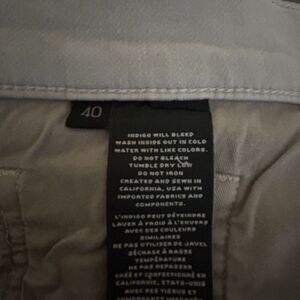 40
INDIGO WILL BLEED
WASH INSIDE OUT IN COLD
WATER WITH LIKE COLORS.
DO NOT BLEACH
TUMBLE DRY LOW
DO NOT IRON
CREATED AND SEWN IN
CALIFORNIA, USA WITH
IMPORTED FABRICS AND
COMPONENTS.
L'INDIGO PEUT DÉTEINDRE
LAVER À FROID À L'ENVERS
AVEC DES COULEURS
SIMILAIRES
NE PAS UTILISER DE JAVEL
SÉCHAGE À BASSE
TEMPÉRATURE
NE PAS REPASSER
CRÉÉ ET CONFECTIONNÉ EN
CALIFORNIE, ÉTATS-UNIS
AVEC DES TISSUS ET